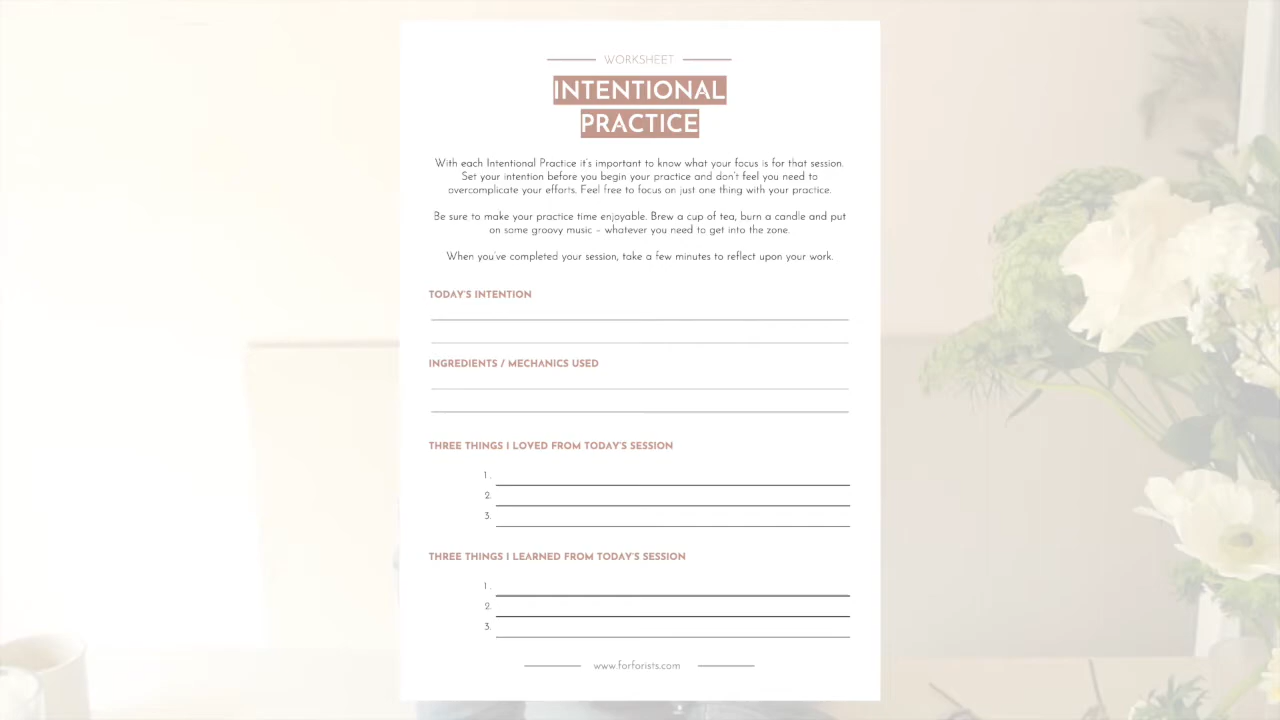 WORKSHEET
INTENTIONAL
PRACTICE
With each Intentional Practice it's important to know what your focus is for that session.
Set your intention before you begin your practice and don't feel you need to
overcomplicate your efforts. Feel free to focus on just one thing with your practice.
Be sure to make your practice time enjoyable. Brew a cup of tea, burn a candle and put
on some groovy music – whatever you need to get into the zone.
When you've completed your session, take a few minutes to reflect upon your work.
TODAY'S INTENTION
INGREDIENTS / MECHANICS USED
THREE THINGS I LOVED FROM TODAY'S SESSION
1.
2.
3.
THREE THINGS I LEARNED FROM TODAY'S SESSION
1.
2.
3.
www.forforists.com